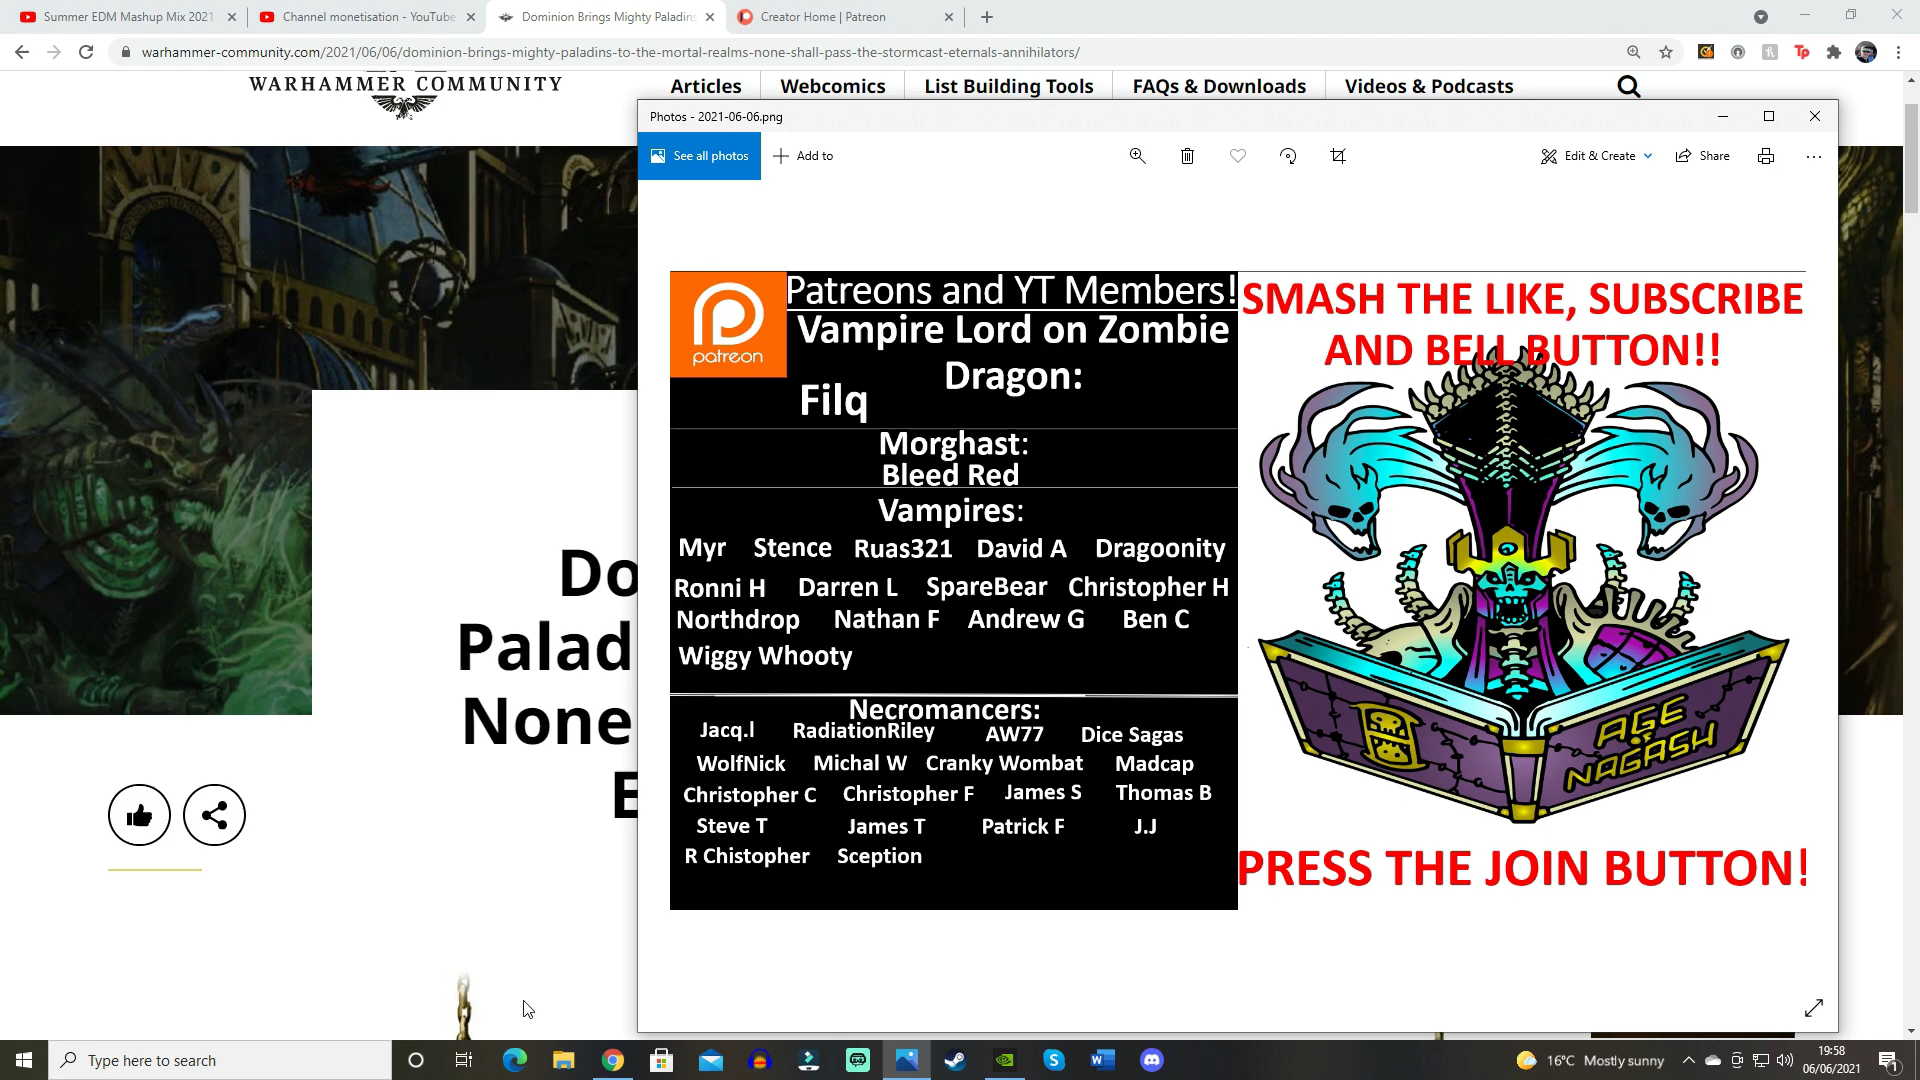 Summer EDM Mashup Mix 2021
Channel monetisation - YouTube
Dominion Brings Mighty Paladins
Creator Home | Patreon
warhammer-community.com/2021/06/06/dominion-brings-mighty-paladins-to-the-mortal-realms-none-shall-pass-the-stormcast-eternals-annihilators/
WARHAMMER COMMUNITY
Articles
Webcomics
List Building Tools
FAQs & Downloads
Videos & Podcasts
Photos - 2021-06-06.png
See all photos
Add to
Edit & Create
Share
patreon
Patreons and YT Members!
Vampire Lord on Zombie
Dragon:
Filq
Morghast:
Bleed Red
Vampires:
Myr Stence Ruas321 David A Dragoonity
Ronni H Darren L SpareBear Christopher H
Northdrop Nathan F Andrew G Ben C
Wiggy Whooty
Necromancers:
Jacq.l RadiationRiley AW77 Dice Sagas
WolfNick Michal W Cranky Wombat Madcap
Christopher C Christopher F James S Thomas B
Steve T James T Patrick F J.J
R Chistopher Sception
SMASH THE LIKE, SUBSCRIBE
AND BELL BUTTON!!
AGE
OF
NAGASH
PRESS THE JOIN BUTTON!
Do
Palad
None
E
Type here to search
16°C Mostly sunny
19:58
06/06/2021
1